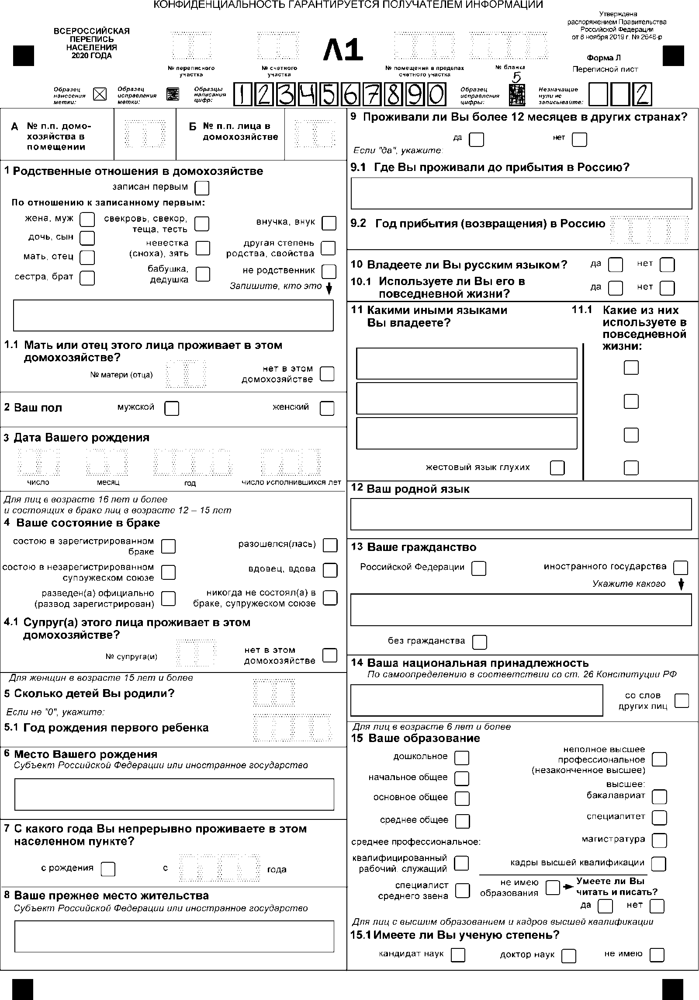 КОНФИДЕНЦИАЛЬНОСТЬ ГАРАНТИРУЕТСЯ ПОЛУЧАТЕЛЕМ ИНФОРМАЦИИ
ВСЕРОССИЙСКАЯ
ПЕРЕПИСЬ
НАСЕЛЕНИЯ
2020 ГОДА
№ переписного
участка
№ счетного
участка
Л1
№ помещения в пределах
счетного участка
№ бланка
Утверждена
распоряжением Правительства
Российской Федерации
от 8 ноября 2019 г. № 2648-р
Форма Л
Переписной лист
Образец
нанесения
метки:
Образец
исправления
метки:
Образцы
написания
цифр:
1 2 3 4 5 6 7 8 9 0
Образец
исправления
цифры:
5
4
Незначащие
нули не
записывайте:
2
А № п.п. домо-
хозяйства в
помещении
Б № п.п. лица в
домохозяйстве
1 Родственные отношения в домохозяйстве
записан первым
По отношению к записанному первым:
жена, муж
дочь, сын
мать, отец
сестра, брат
свекровь, свекор,
теща, тесть
невестка
(сноха), зять
бабушка,
дедушка
внучка, внук
другая степень
родства, свойства
не родственник
Запишите, кто это
1.1 Мать или отец этого лица проживает в этом
домохозяйстве?
№ матери (отца)
нет в этом
домохозяйстве
2 Ваш пол
мужской
женский
3 Дата Вашего рождения
число
месяц
год
число исполнившихся лет
Для лиц в возрасте 16 лет и более
и состоящих в браке лиц в возрасте 12 – 15 лет
4 Ваше состояние в браке
состою в зарегистрированном
браке
состою в незарегистрированном
супружеском союзе
разведен(а) официально
(развод зарегистрирован)
разошелся(лась)
вдовец, вдова
никогда не состоял(а) в
браке, супружеском союзе
4.1 Супруг(а) этого лица проживает в этом
домохозяйстве?
№ супруга(и)
нет в этом
домохозяйстве
Для женщин в возрасте 15 лет и более
5 Сколько детей Вы родили?
Если не "0", укажите:
5.1 Год рождения первого ребенка
6 Место Вашего рождения
Субъект Российской Федерации или иностранное государство
7 С какого года Вы непрерывно проживаете в этом
населенном пункте?
с рождения
с
года
8 Ваше прежнее место жительства
Субъект Российской Федерации или иностранное государство
9 Проживали ли Вы более 12 месяцев в других странах?
да
нет
Если "да", укажите:
9.1 Где Вы проживали до прибытия в Россию?
9.2 Год прибытия (возвращения) в Россию
10 Владеете ли Вы русским языком?
да
нет
10.1 Используете ли Вы его в
повседневной жизни?
да
нет
11 Какими иными языками
Вы владеете?
жестовый язык глухих
11.1 Какие из них
используете в
повседневной
жизни:
12 Ваш родной язык
13 Ваше гражданство
Российской Федерации
иностранного государства
Укажите какого
без гражданства
14 Ваша национальная принадлежность
По самоопределению в соответствии со ст. 26 Конституции РФ
со слов
других лиц
Для лиц в возрасте 6 лет и более
15 Ваше образование
дошкольное
начальное общее
основное общее
среднее общее
среднее профессиональное:
квалифицированный
рабочий, служащий
специалист
среднего звена
неполное высшее
профессиональное
(незаконченное высшее)
высшее:
бакалавриат
специалитет
магистратура
кадры высшей квалификации
не имею
образования
Умеете ли Вы
читать и писать?
да
нет
Для лиц с высшим образованием и кадров высшей квалификации
15.1 Имеете ли Вы ученую степень?
кандидат наук
доктор наук
не имею